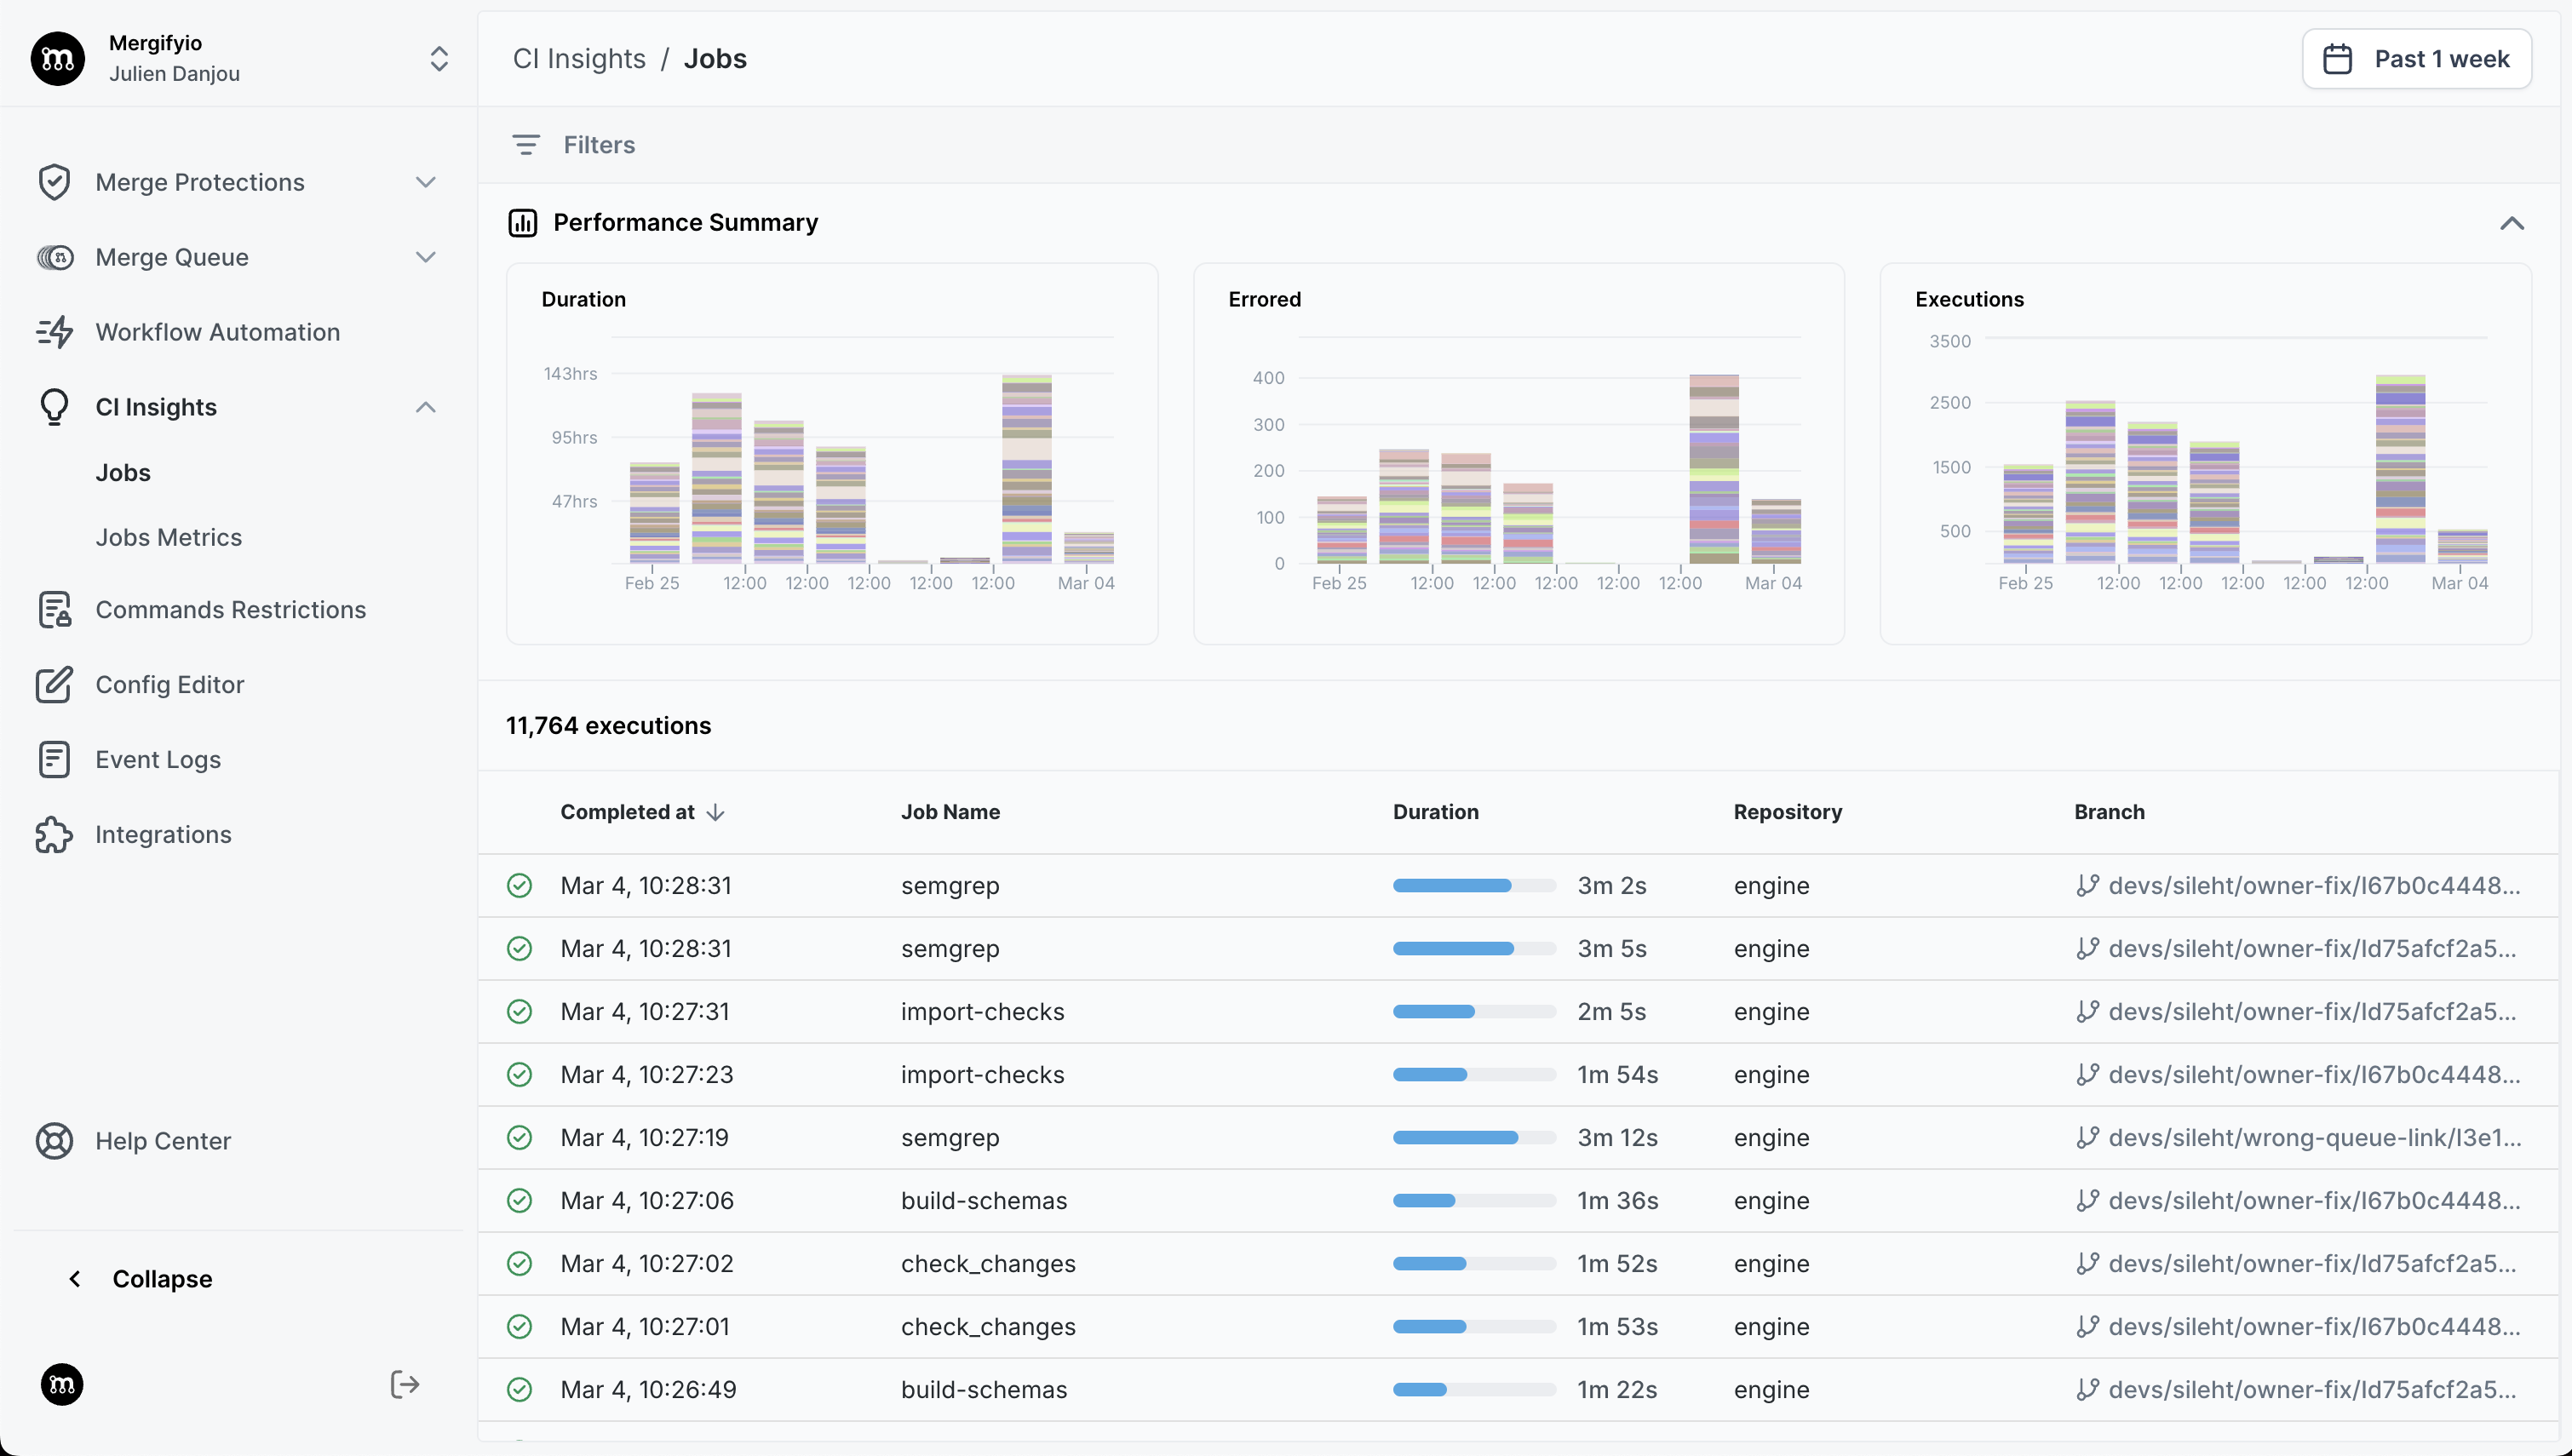 Mergifyio
Julien Danjou
Merge Protections
Merge Queue
Workflow Automation
CI Insights
Jobs
Jobs Metrics
Commands Restrictions
Config Editor
Event Logs
Integrations
Help Center
Collapse
CI Insights / Jobs
Past 1 week
Filters
Performance Summary
Duration
143hrs
95hrs
47hrs
Feb 25 12:00 12:00 12:00 12:00 12:00 Mar 04
Errored
400
300
200
100
0
Feb 25 12:00 12:00 12:00 12:00 12:00 Mar 04
Executions
3500
2500
1500
500
Feb 25 12:00 12:00 12:00 12:00 12:00 Mar 04
11,764 executions
Completed at Job Name Duration Repository Branch
Mar 4, 10:28:31 semgrep 3m 2s engine devs/sileht/owner-fix/I67b0c4448...
Mar 4, 10:28:31 semgrep 3m 5s engine devs/sileht/owner-fix/Id75afcf2a5...
Mar 4, 10:27:31 import-checks 2m 5s engine devs/sileht/owner-fix/Id75afcf2a5...
Mar 4, 10:27:23 import-checks 1m 54s engine devs/sileht/owner-fix/I67b0c4448...
Mar 4, 10:27:19 semgrep 3m 12s engine devs/sileht/wrong-queue-link/I3e1...
Mar 4, 10:27:06 build-schemas 1m 36s engine devs/sileht/owner-fix/I67b0c4448...
Mar 4, 10:27:02 check_changes 1m 52s engine devs/sileht/owner-fix/Id75afcf2a5...
Mar 4, 10:27:01 check_changes 1m 53s engine devs/sileht/owner-fix/I67b0c4448...
Mar 4, 10:26:49 build-schemas 1m 22s engine devs/sileht/owner-fix/Id75afcf2a5...